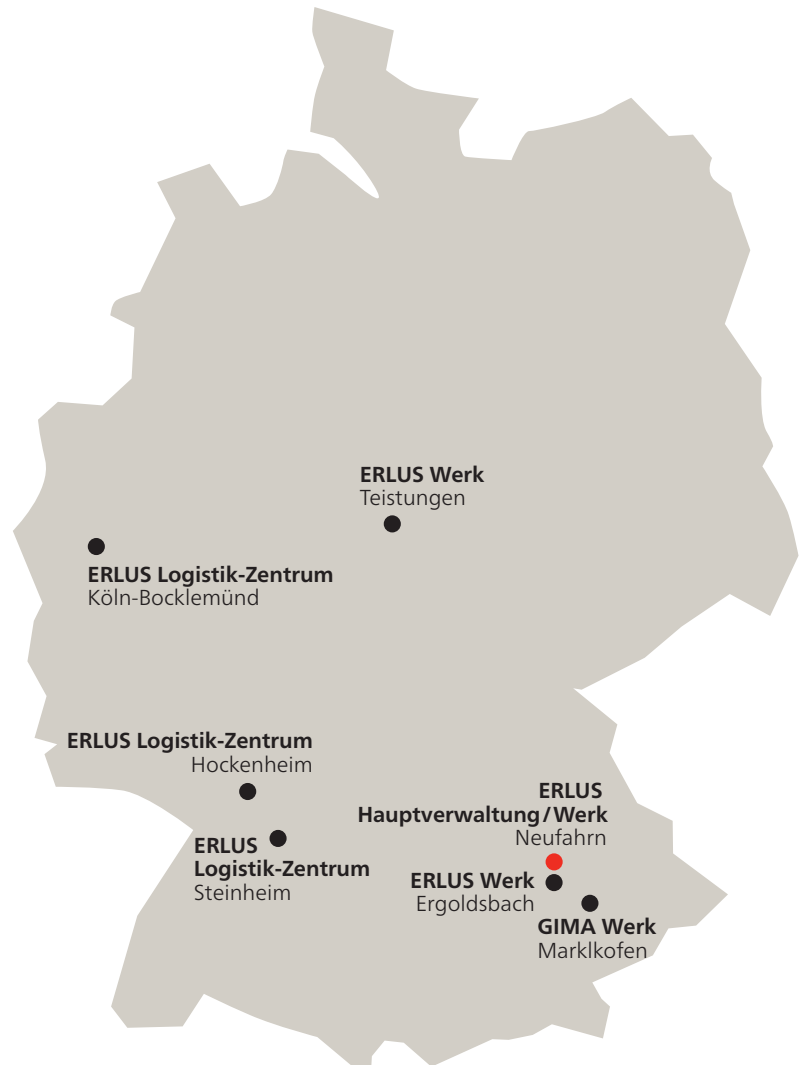 ERLUS Werk
Teistungen
ERLUS Logistik-Zentrum
Köln-Bocklemünd
ERLUS Logistik-Zentrum
Hockenheim
ERLUS
Logistik-Zentrum
Steinheim
ERLUS
Hauptverwaltung/Werk
Neufahrn
ERLUS Werk
Ergoldsbach
GIMA Werk
Marklkofen